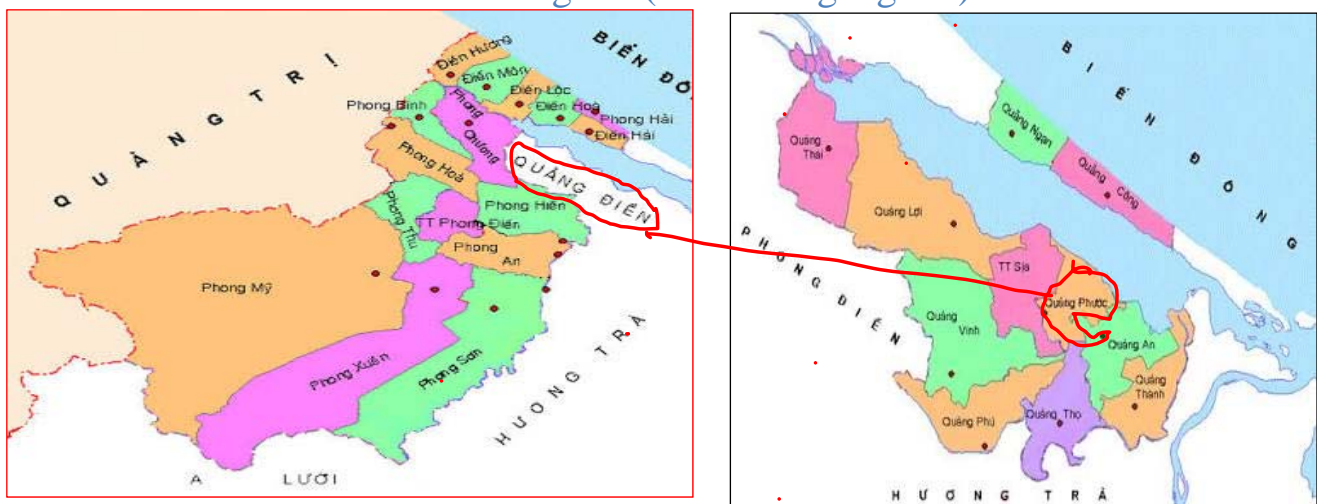 QUẢNG TRỊ
BIỂN ĐÔ
Điền Hương
Điền Môn
Điền Lộc
Điền Hoà
Phong Hải
Điền Hải
Phong Bình
Phong
Chương
Phong Hoà
QUẢNG ĐIỀN
Phong Hiền
Phong Thu
TT Phong Điền
Phong
An
Phong Mỹ
Phong Xuân
Phong Sơn
HƯƠNG TRÀ
A LƯỚI
BIỂN ĐÔNG
Quảng Ngạn
Quảng
Thái
Quảng Công
Quảng Lợi
PHONG ĐIỀN
TT Sịa
Quảng Phước
Quảng
Vinh
Quảng An
Quảng
Thành
Quảng Phú
Quảng Thọ
HƯƠNG TRÀ